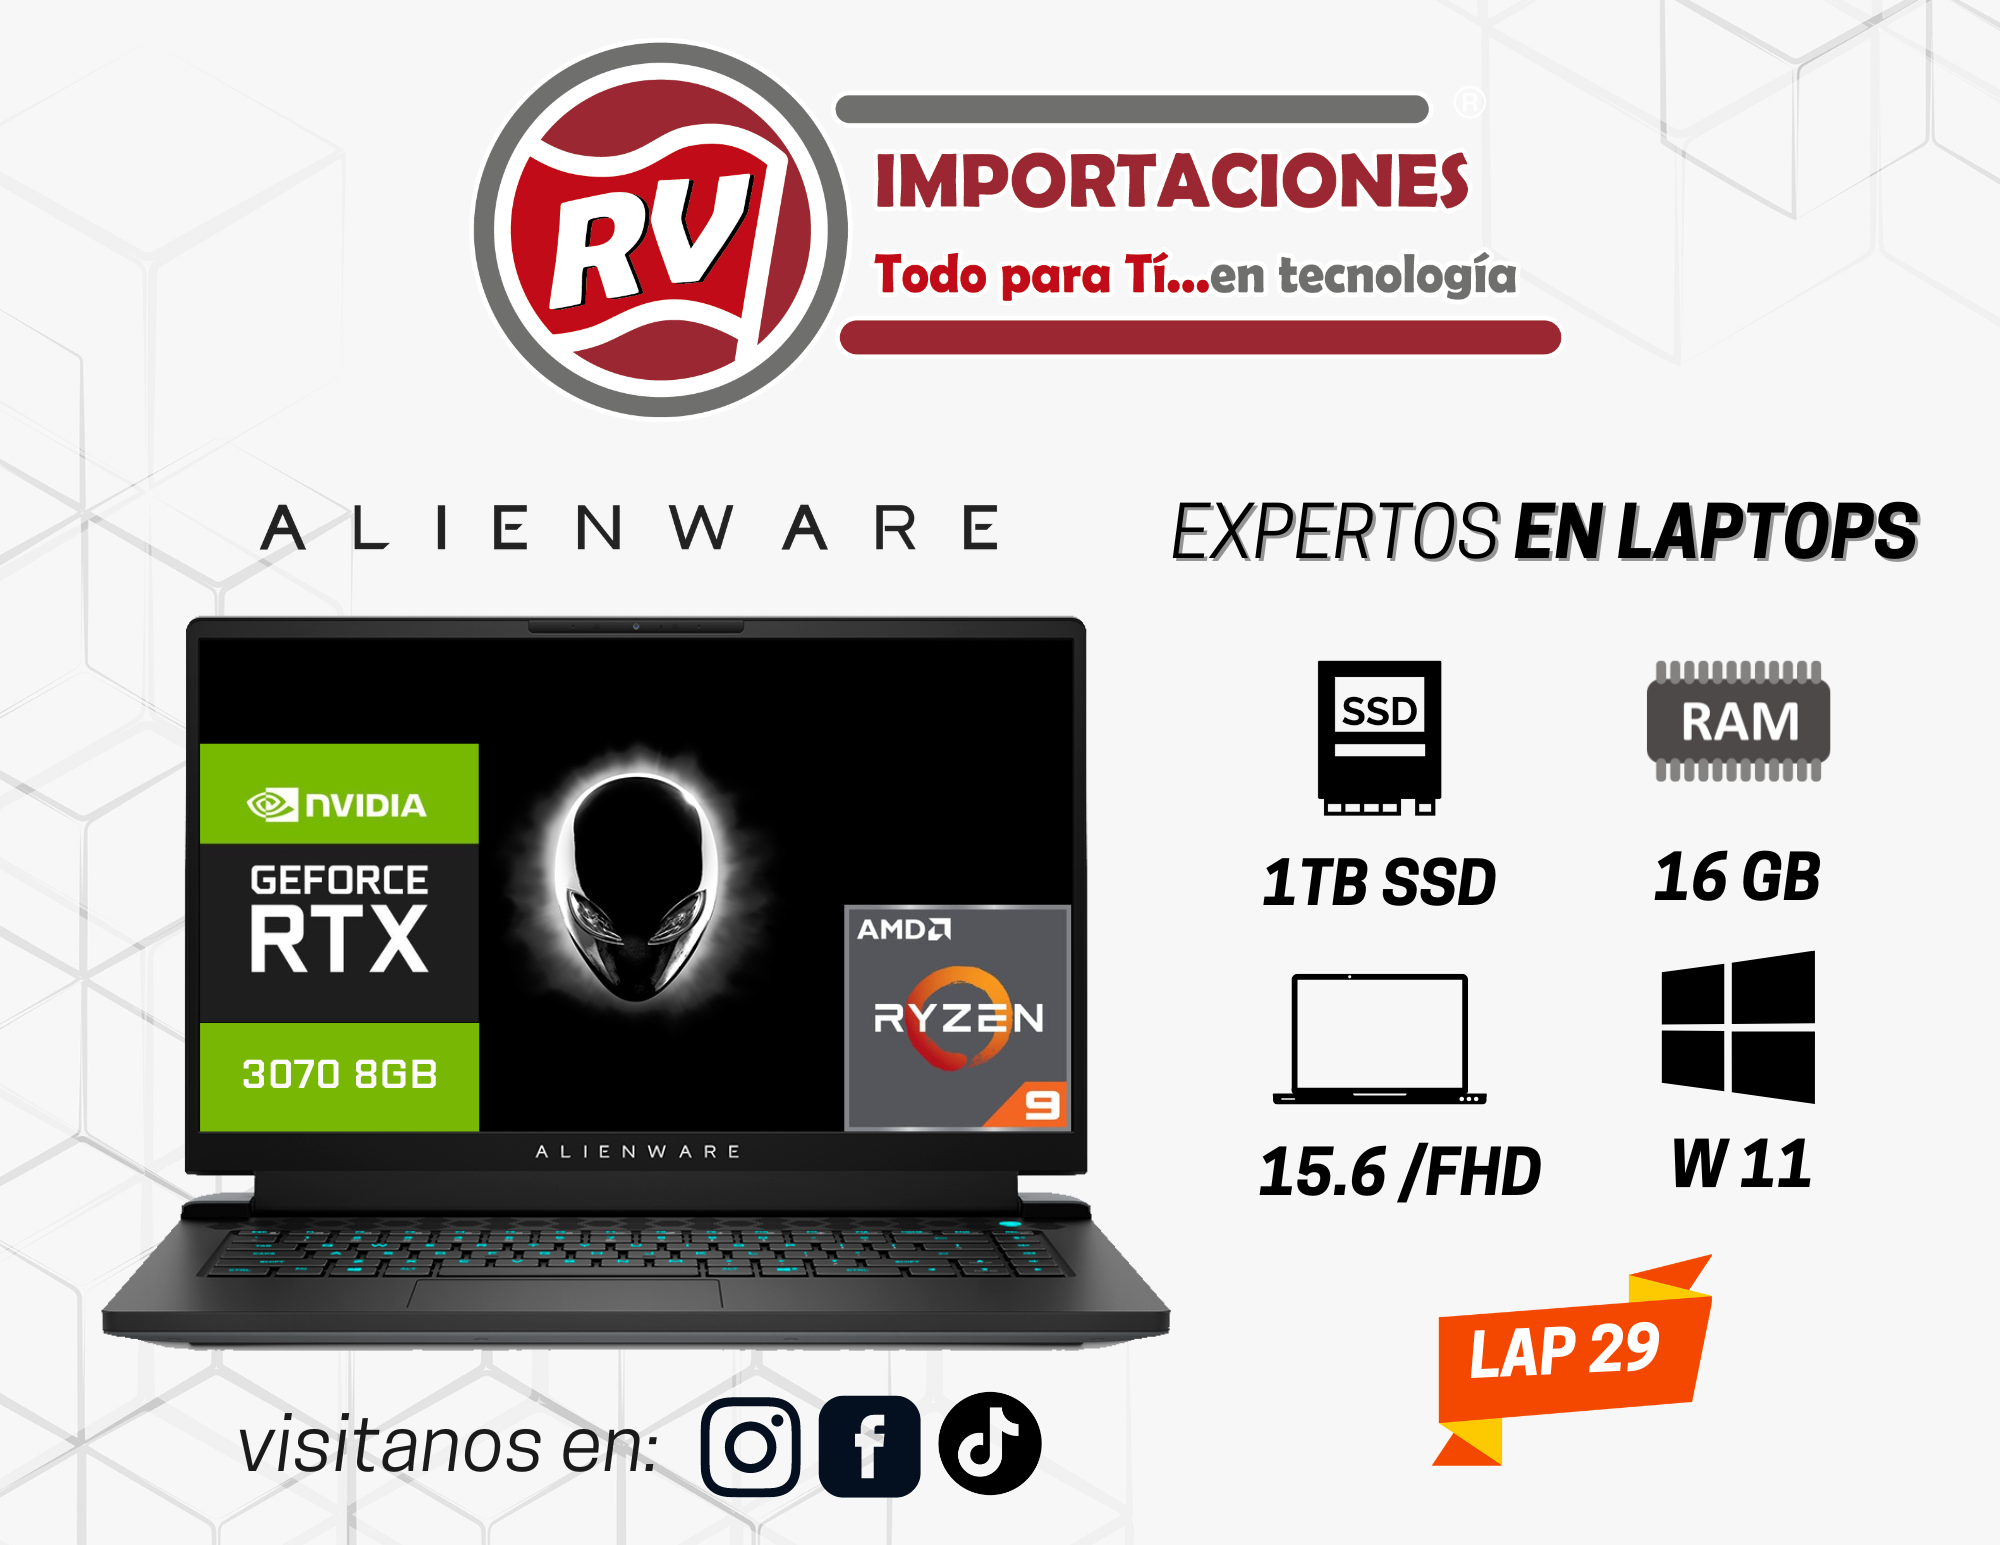 RV
®
IMPORTACIONES
Todo para Tí...en tecnología
ALIENWARE
EXPERTOS EN LAPTOPS
NVIDIA
GEFORCE
RTX
3070 8GB
AMD
RYZEN
9
ALIENWARE
SSD
1TB SSD
RAM
16 GB
15.6 /FHD
W 11
LAP 29
visitanos en: